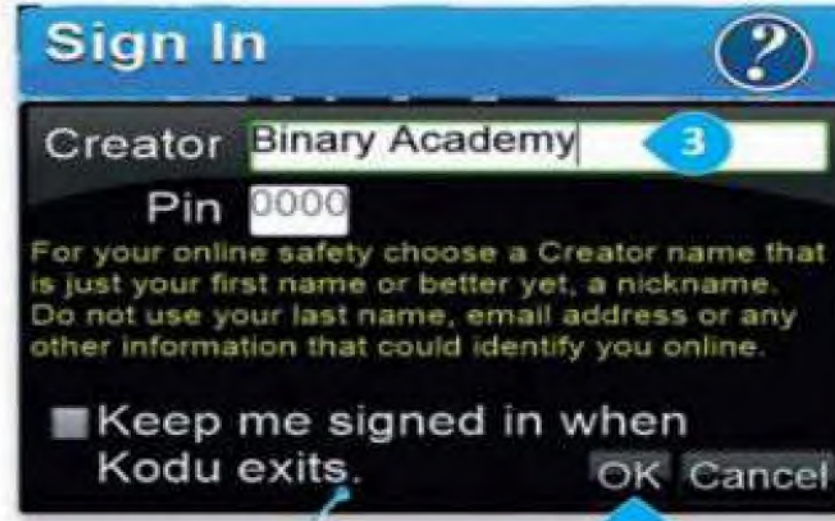 Sign In ?
Creator Binary Academy 3
Pin 0000
For your online safety choose a Creator name that
is just your first name or better yet, a nickname.
Do not use your last name, email address or any
other information that could identify you online.
Keep me signed in when
Kodu exits.
OK Cancel